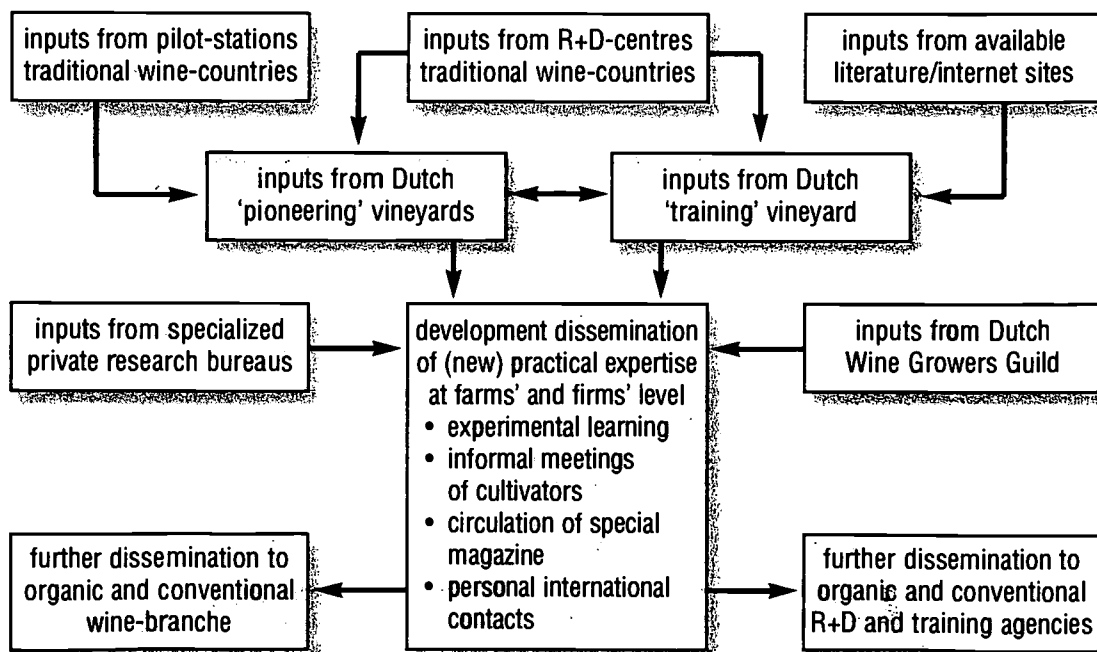 inputs from pilot-stations
traditional wine-countries
inputs from R+D-centres
traditional wine-countries
inputs from available
literature/internet sites
inputs from Dutch
'pioneering' vineyards
inputs from Dutch
'training' vineyard
inputs from specialized
private research bureaus
development dissemination
of (new) practical expertise
at farms' and firms' level
• experimental learning
• informal meetings
of cultivators
• circulation of special
magazine
• personal international
contacts
inputs from Dutch
Wine Growers Guild
further dissemination to
organic and conventional
wine-branche
further dissemination to
organic and conventional
R+D and training agencies